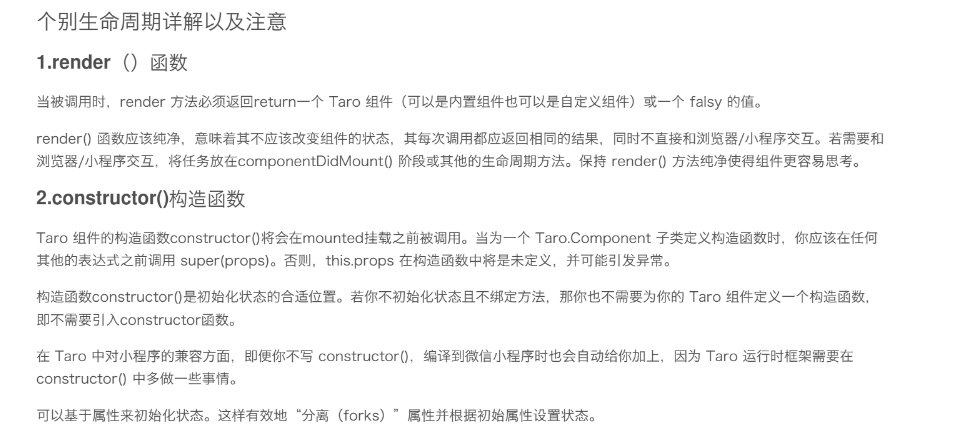 个别生命周期详解以及注意
1.render（）函数
当被调用时，render 方法必须返回return一个 Taro 组件（可以是内置组件也可以是自定义组件）或一个 falsy 的值。
render() 函数应该纯净，意味着其不应该改变组件的状态，其每次调用都应返回相同的结果，同时不直接和浏览器/小程序交互。若需要和
浏览器/小程序交互，将任务放在componentDidMount() 阶段或其他的生命周期方法。保持 render() 方法纯净使得组件更容易思考。
2.constructor()构造函数
Taro 组件的构造函数constructor()将会在mounted挂载之前被调用。当为一个 Taro.Component 子类定义构造函数时，你应该在任何
其他的表达式之前调用 super(props)。否则，this.props 在构造函数中将是未定义，并可能引发异常。
构造函数constructor()是初始化状态的合适位置。若你不初始化状态且不绑定方法，那你也不需要为你的 Taro 组件定义一个构造函数，
即不需要引入constructor函数。
在 Taro 中对小程序的兼容方面，即便你不写 constructor()，编译到微信小程序时也会自动给你加上，因为 Taro 运行时框架需要在
constructor() 中多做一些事情。
可以基于属性来初始化状态。这样有效地“分离（forks）”属性并根据初始属性设置状态。